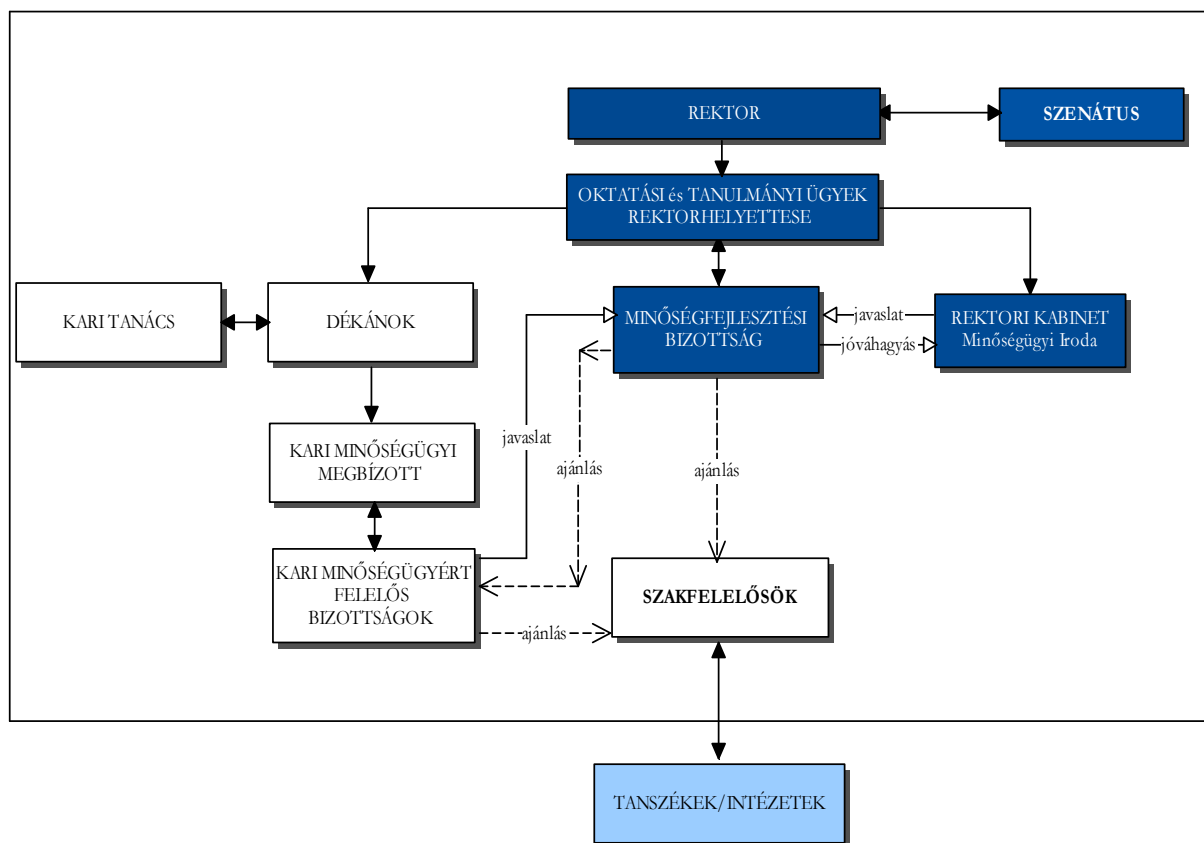 REKTOR
SZENÁTUS
OKTATÁSI és TANULMÁNYI ÜGYEK
REKTORHELYETTESE
KARI TANÁCS
DÉKÁNOK
MINŐSÉGFEJLESZTÉSI
BIZOTTSÁG
javaslat
jóváhagyás
REKTORI KABINET
Minőségügyi Iroda
KARI MINŐSÉGÜGYI
MEGBÍZOTT
javaslat
ajánlás
ajánlás
KARI MINŐSÉGÜGYÉRT
FELELŐS
BIZOTTSÁGOK
ajánlás
SZAKFELELŐSÖK
TANSZÉKEK/INTÉZETEK